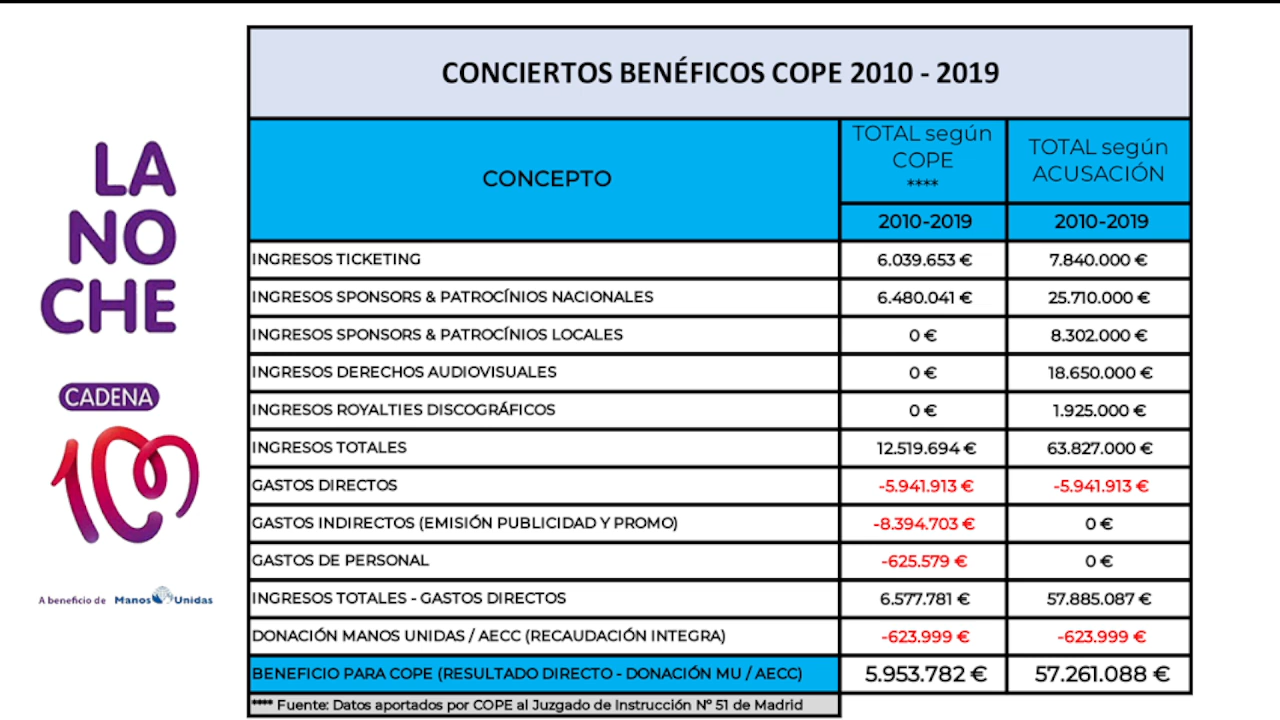 CONCIERTOS BENÉFICOS COPE 2010 - 2019
LA
NO
CHE
CADENA
100
A beneficio de Manos Unidas
CONCEPTO
TOTAL según
COPE
****
TOTAL según
ACUSACIÓN
2010-2019 2010-2019
INGRESOS TICKETING 6.039.653 € 7.840.000 €
INGRESOS SPONSORS & PATROCÍNIOS NACIONALES 6.480.041 € 25.710.000 €
INGRESOS SPONSORS & PATROCÍNIOS LOCALES 0 € 8.302.000 €
INGRESOS DERECHOS AUDIOVISUALES 0 € 18.650.000 €
INGRESOS ROYALTIES DISCOGRÁFICOS 0 € 1.925.000 €
INGRESOS TOTALES 12.519.694 € 63.827.000 €
GASTOS DIRECTOS -5.941.913 € -5.941.913 €
GASTOS INDIRECTOS (EMISIÓN PUBLICIDAD Y PROMO) -8.394.703 € 0 €
GASTOS DE PERSONAL -625.579 € 0 €
INGRESOS TOTALES - GASTOS DIRECTOS 6.577.781 € 57.885.087 €
DONACIÓN MANOS UNIDAS / AECC (RECAUDACIÓN INTEGRA) -623.999 € -623.999 €
BENEFICIO PARA COPE (RESULTADO DIRECTO - DONACIÓN MU / AECC) 5.953.782 € 57.261.088 €
**** Fuente: Datos aportados por COPE al Juzgado de Instrucción Nº 51 de Madrid